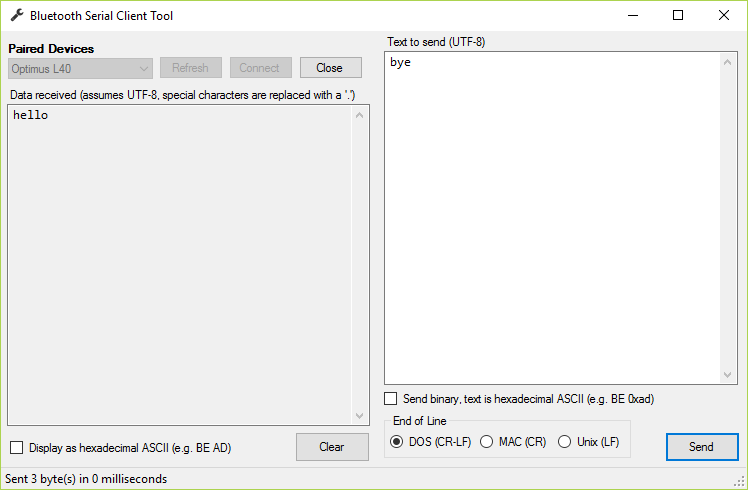 Bluetooth Serial Client Tool
Paired Devices
Optimus L40
Refresh
Connect
Close
Data received (assumes UTF-8, special characters are replaced with a '.')
hello
Display as hexadecimal ASCII (e.g. BE AD)
Clear
Text to send (UTF-8)
bye
Send binary, text is hexadecimal ASCII (e.g. BE 0xad)
End of Line
DOS (CR-LF)
MAC (CR)
Unix (LF)
Send
Sent 3 byte(s) in 0 milliseconds